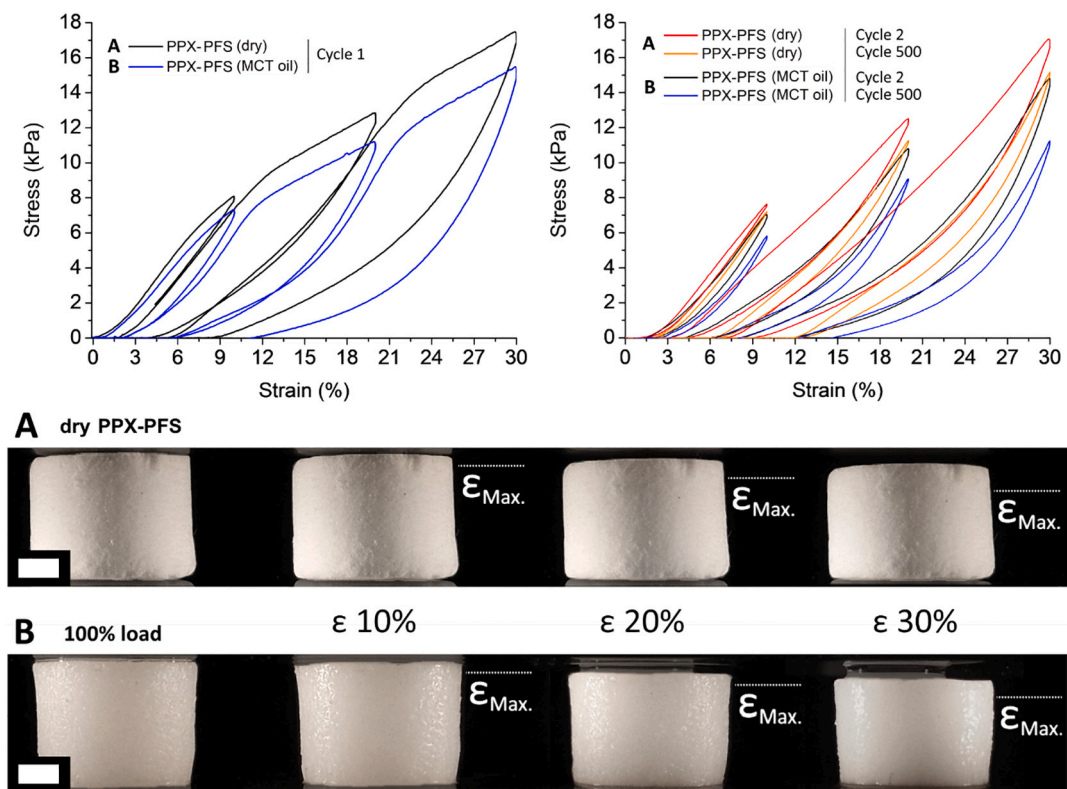 18
16
14
12
10
8
6
4
2
0
Stress (kPa)
A PPX-PFS (dry)
B PPX-PFS (MCT oil)
Cycle 1
0 3 6 9 12 15 18 21 24 27 30
Strain (%)
18
16
14
12
10
8
6
4
2
0
Stress (kPa)
A
PPX-PFS (dry) Cycle 2
PPX-PFS (dry) Cycle 500
B
PPX-PFS (MCT oil) Cycle 2
PPX-PFS (MCT oil) Cycle 500
0 3 6 9 12 15 18 21 24 27 30
Strain (%)
A dry PPX-PFS
εMax.
εMax.
εMax.
B 100% load
ε 10%
ε 20%
ε 30%
εMax.
εMax.
εMax.